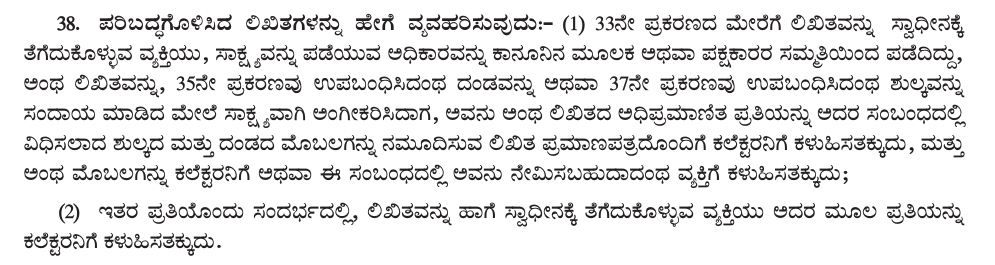 38. ಪರಿಬದ್ಧಗೊಳಿಸಿದ ಲಿಖಿತಗಳನ್ನು ಹೇಗೆ ವ್ಯವಹರಿಸುವುದು:- (1) 33ನೇ ಪ್ರಕರಣದ ಮೇರೆಗೆ ಲಿಖಿತವನ್ನು ಸ್ವಾಧೀನಕ್ಕೆ
ತೆಗೆದುಕೊಳ್ಳುವ ವ್ಯಕ್ತಿಯು, ಸಾಕ್ಷ್ಯವನ್ನು ಪಡೆಯುವ ಅಧಿಕಾರವನ್ನು ಕಾನೂನಿನ ಮೂಲಕ ಅಥವಾ ಪಕ್ಷಕಾರರ ಸಮ್ಮತಿಯಿಂದ ಪಡೆದಿದ್ದು,
ಅಂಥ ಲಿಖಿತವನ್ನು, 35ನೇ ಪ್ರಕರಣವು ಉಪಬಂಧಿಸಿದಂಥ ದಂಡವನ್ನು ಅಥವಾ 37ನೇ ಪ್ರಕರಣವು ಉಪಬಂಧಿಸಿದಂಥ ಶುಲ್ಕವನ್ನು
ಸಂದಾಯ ಮಾಡಿದ ಮೇಲೆ ಸಾಕ್ಷ್ಯವಾಗಿ ಅಂಗೀಕರಿಸಿದಾಗ, ಅವನು ಅಂಥ ಲಿಖಿತದ ಅಧಿಪ್ರಮಾಣಿತ ಪ್ರತಿಯನ್ನು ಅದರ ಸಂಬಂಧದಲ್ಲಿ
ವಿಧಿಸಲಾದ ಶುಲ್ಕದ ಮತ್ತು ದಂಡದ ಮೊಬಲಗನ್ನು ನಮೂದಿಸುವ ಲಿಖಿತ ಪ್ರಮಾಣಪತ್ರದೊಂದಿಗೆ ಕಲೆಕ್ಟರನಿಗೆ ಕಳುಹಿಸತಕ್ಕುದು, ಮತ್ತು
ಅಂಥ ಮೊಬಲಗನ್ನು ಕಲೆಕ್ಟರನಿಗೆ ಅಥವಾ ಈ ಸಂಬಂಧದಲ್ಲಿ ಅವನು ನೇಮಿಸಬಹುದಾದಂಥ ವ್ಯಕ್ತಿಗೆ ಕಳುಹಿಸತಕ್ಕುದು;
(2) ಇತರ ಪ್ರತಿಯೊಂದು ಸಂದರ್ಭದಲ್ಲಿ, ಲಿಖಿತವನ್ನು ಹಾಗೆ ಸ್ವಾಧೀನಕ್ಕೆ ತೆಗೆದುಕೊಳ್ಳುವ ವ್ಯಕ್ತಿಯು ಅದರ ಮೂಲ ಪ್ರತಿಯನ್ನು
ಕಲೆಕ್ಟರನಿಗೆ ಕಳುಹಿಸತಕ್ಕುದು.